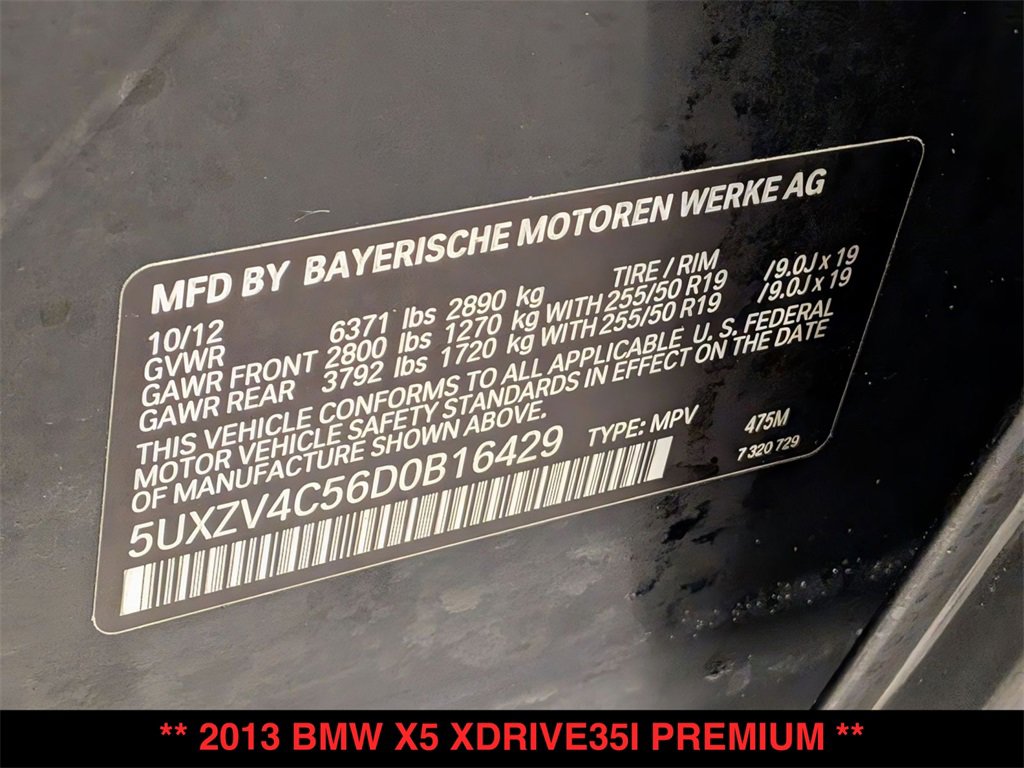 MFD BY BAYERISCHE MOTOREN WERKE AG
10/12 TIRE / RIM
GVWR 6371 lbs 2890 kg
GAWR FRONT 2800 lbs 1270 kg WITH 255/50 R19 /9.0J x 19
GAWR REAR 3792 lbs 1720 kg WITH 255/50 R19 /9.0J x 19
THIS VEHICLE CONFORMS TO ALL APPLICABLE U. S. FEDERAL
MOTOR VEHICLE SAFETY STANDARDS IN EFFECT ON THE DATE
OF MANUFACTURE SHOWN ABOVE.
5UXZV4C56D0B16429 TYPE: MPV 475M
7 320 729
** 2013 BMW X5 XDRIVE35I PREMIUM **